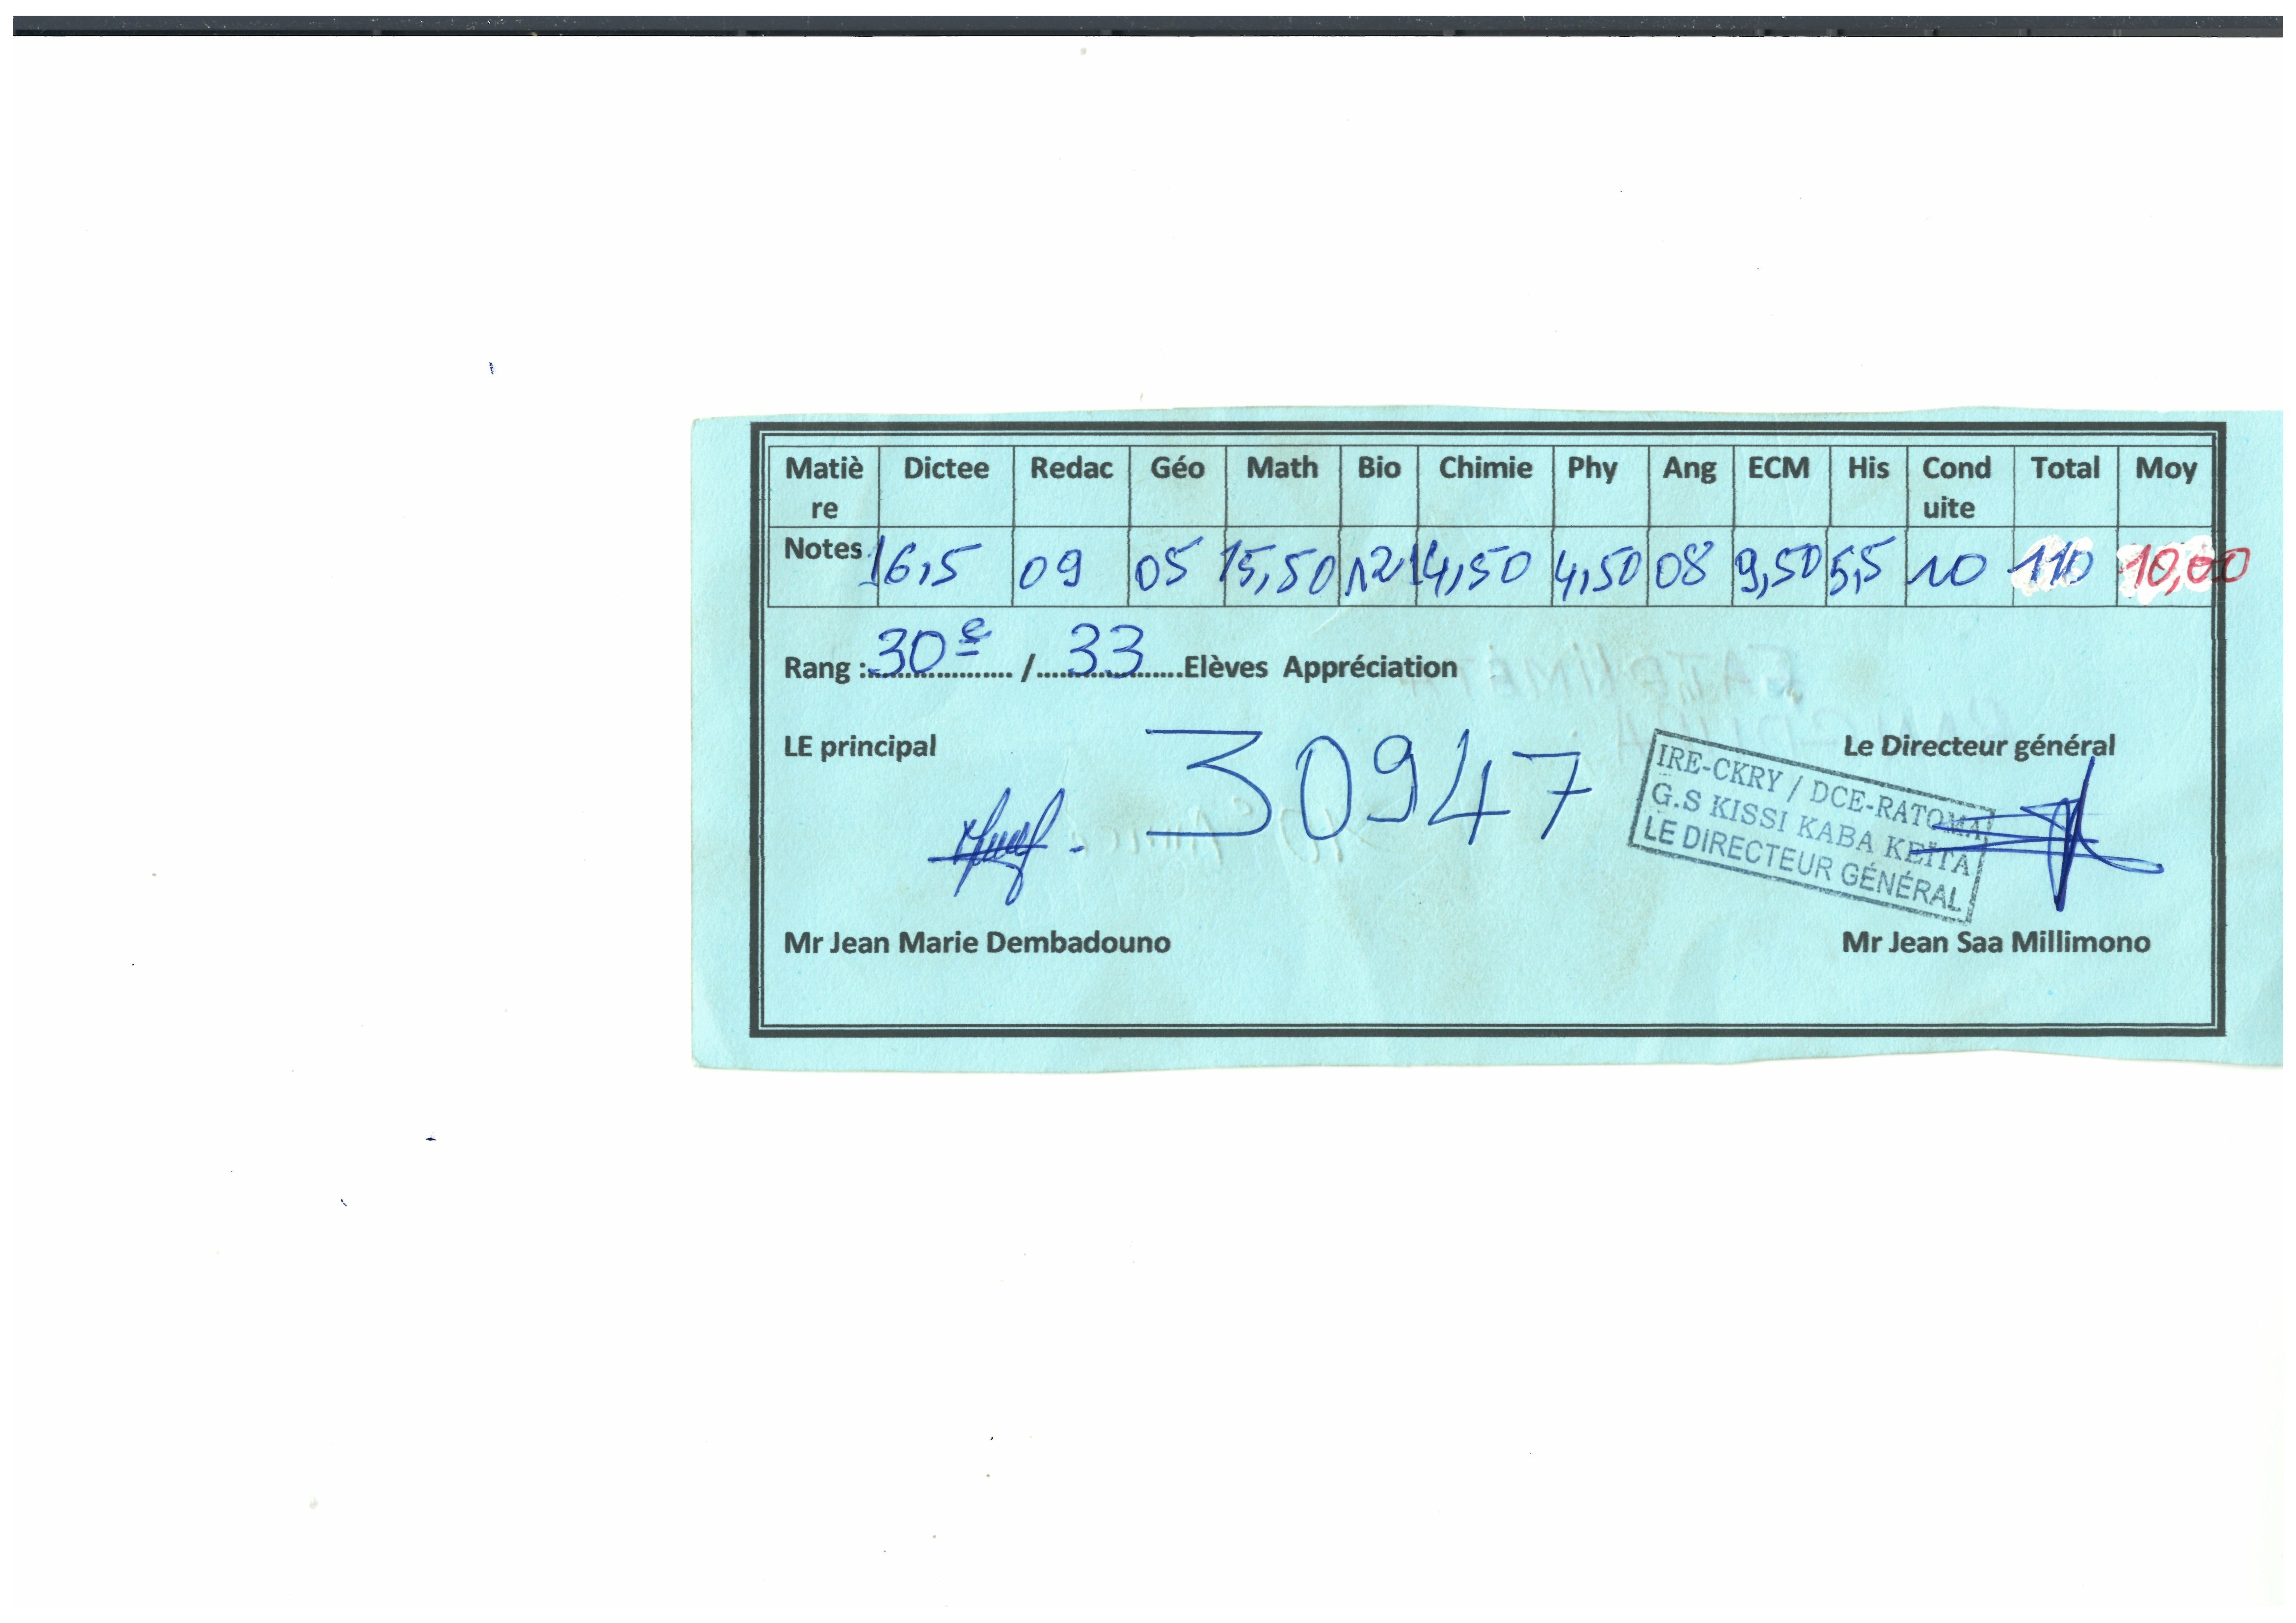 Matière Dictee Redac Géo Math Bio Chimie Phy Ang ECM His Conduite Total Moy
Notes 16,5 09 05 15,50 12 14,50 4,50 08 9,50 5,5 10 110 10,00
Rang :30e / 33 Elèves Appréciation
LE principal
Le Directeur général
30947
IRE-CKRY / DCE-RATOMA
G.S KISSI KABA KEÏTA
LE DIRECTEUR GÉNÉRAL
Mr Jean Marie Dembadouno
Mr Jean Saa Millimono